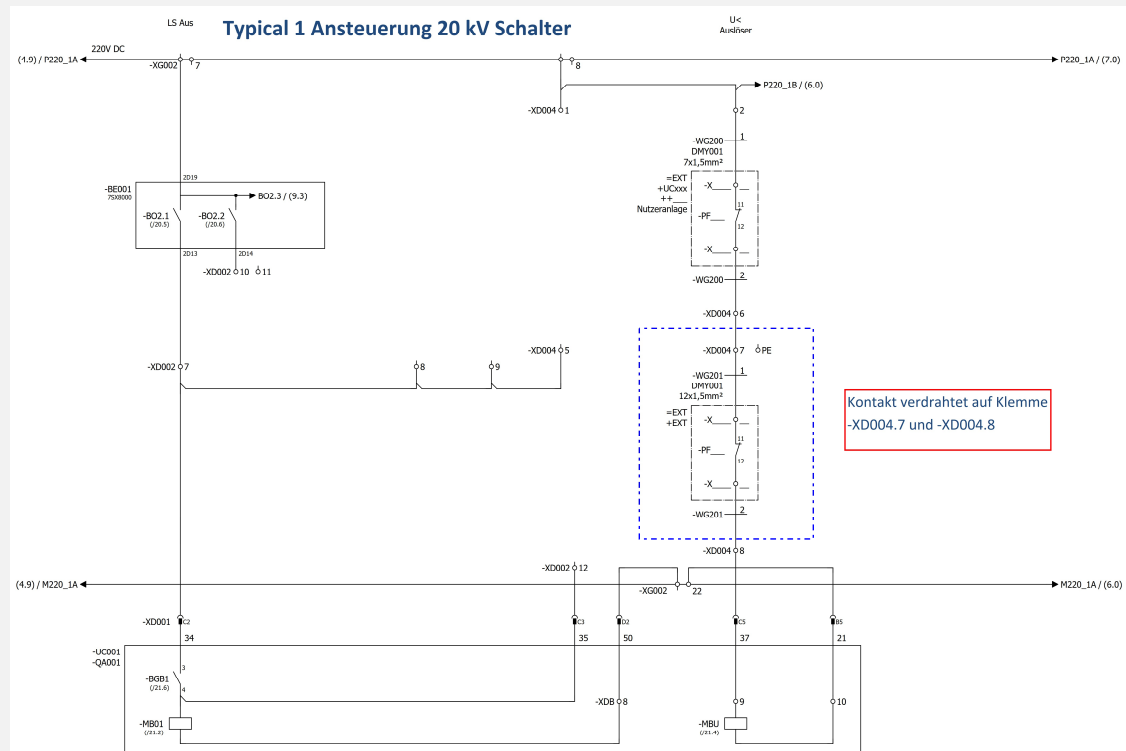 LS Aus
Typical 1 Ansteuerung 20 kV Schalter
U<
Auslöser
220V DC
(4.9) / P220_1A
-XG002
7
8
P220_1A / (7.0)
P220_1B / (6.0)
-XD004 1
2
-WG200
1
DMY001
7x1,5mm²
=EXT
+UCxxx
++___
Nutzeranlage
-X___
11
-PF___
12
-X___
-WG200
2
-BE001
7SX8000
2D19
BO2.3 / (9.3)
-BO2.1
(/20.5)
-BO2.2
(/20.6)
2D13
2D14
-XD002 10 11
-XD004 6
-XD002 7
8
9
-XD004 5
-XD004 7
PE
-WG201
1
DMY001
12x1,5mm²
=EXT
+EXT
-X____
11
-PF___
12
-X____
-WG201
2
Kontakt verdrahtet auf Klemme
-XD004.7 und -XD004.8
-XD004 8
-XD002 12
(4.9) / M220_1A
-XG002
22
M220_1A / (6.0)
-XD001
C2
C3
D2
C5
B5
34
35
50
37
21
-UC001
-QA001
3
-BGB1
(/21.6)
4
-XDB 8
9
10
-MB01
(/21.2)
-MBU
(/21.4)